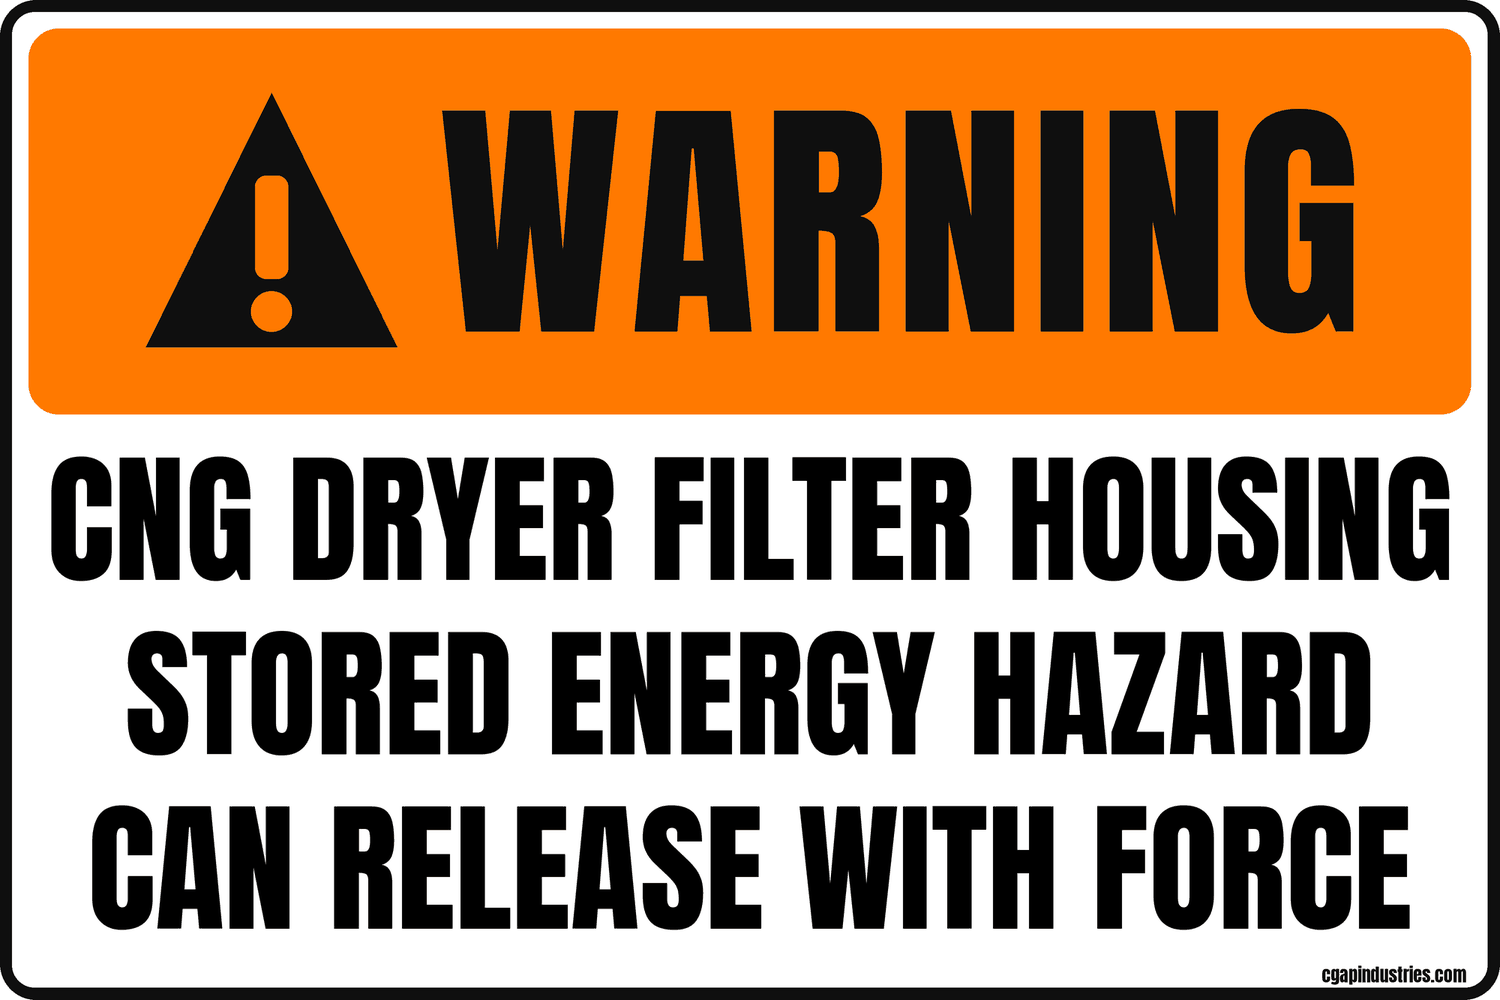 WARNING
CNG DRYER FILTER HOUSING
STORED ENERGY HAZARD
CAN RELEASE WITH FORCE
cgapindustries.com